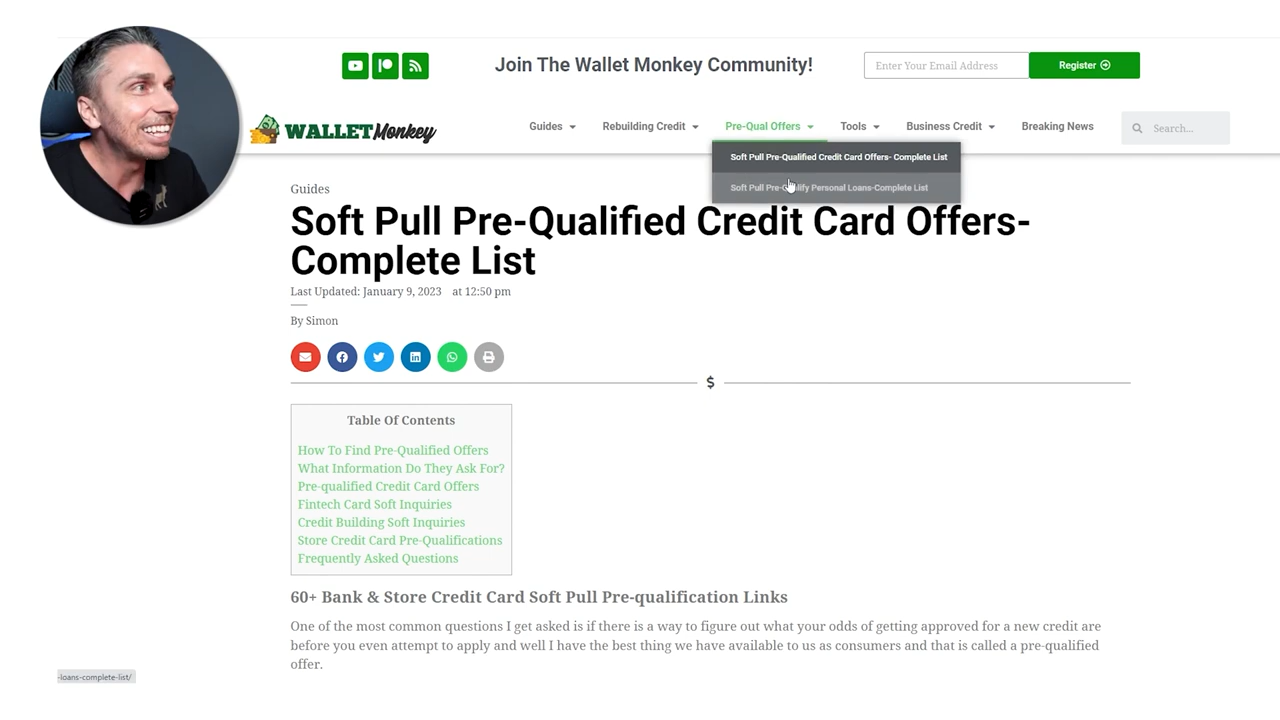 Join The Wallet Monkey Community!
Enter Your Email Address
Register
WALLET Monkey
Guides
Rebuilding Credit
Pre-Qual Offers
Tools
Business Credit
Breaking News
Search...
Soft Pull Pre-Qualified Credit Card Offers- Complete List
Soft Pull Pre-Qualify Personal Loans-Complete List
Guides
Soft Pull Pre-Qualified Credit Card Offers-
Complete List
Last Updated: January 9, 2023 at 12:50 pm
By Simon
$
Table Of Contents
How To Find Pre-Qualified Offers
What Information Do They Ask For?
Pre-qualified Credit Card Offers
Fintech Card Soft Inquiries
Credit Building Soft Inquiries
Store Credit Card Pre-Qualifications
Frequently Asked Questions
60+ Bank & Store Credit Card Soft Pull Pre-qualification Links
One of the most common questions I get asked is if there is a way to figure out what your odds of getting approved for a new credit are
before you even attempt to apply and well I have the best thing we have available to us as consumers and that is called a pre-qualified
offer.
-loans-complete-list/